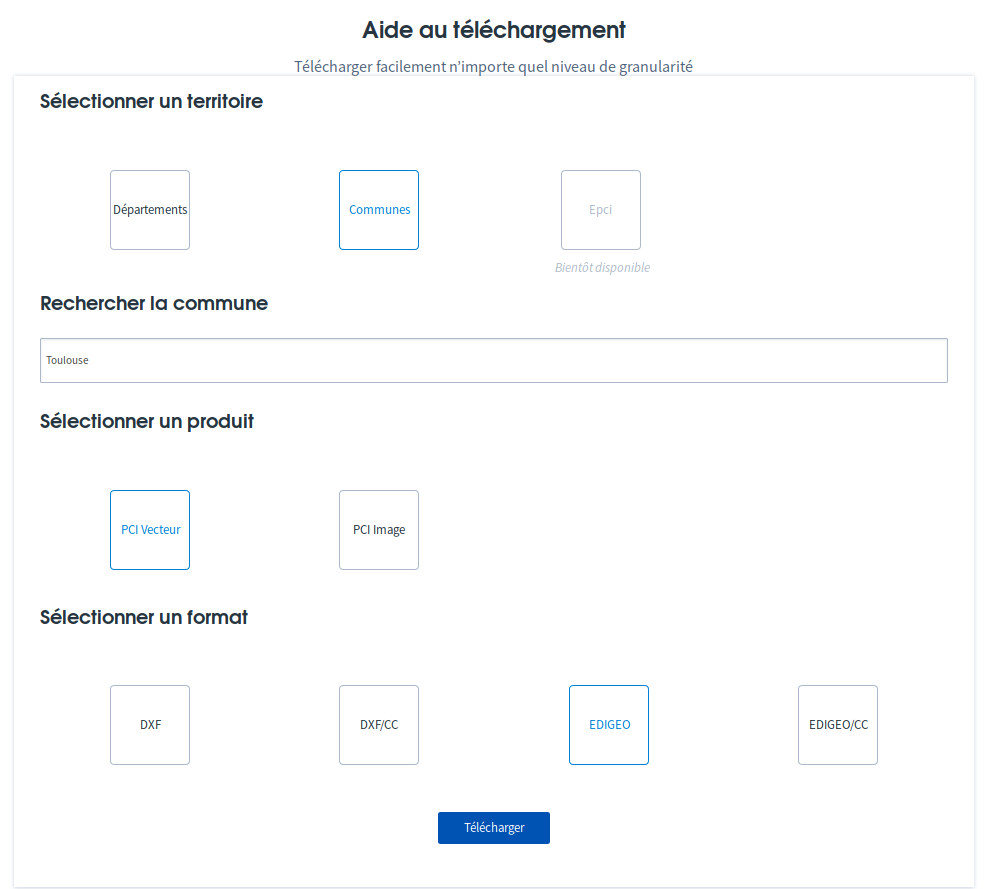 Aide au téléchargement
Télécharger facilement n'importe quel niveau de granularité
Sélectionner un territoire
Départements
Communes
Epci
Bientôt disponible
Rechercher la commune
Toulouse
Sélectionner un produit
PCI Vecteur
PCI Image
Sélectionner un format
DXF
DXF/CC
EDIGEO
EDIGEO/CC
Télécharger